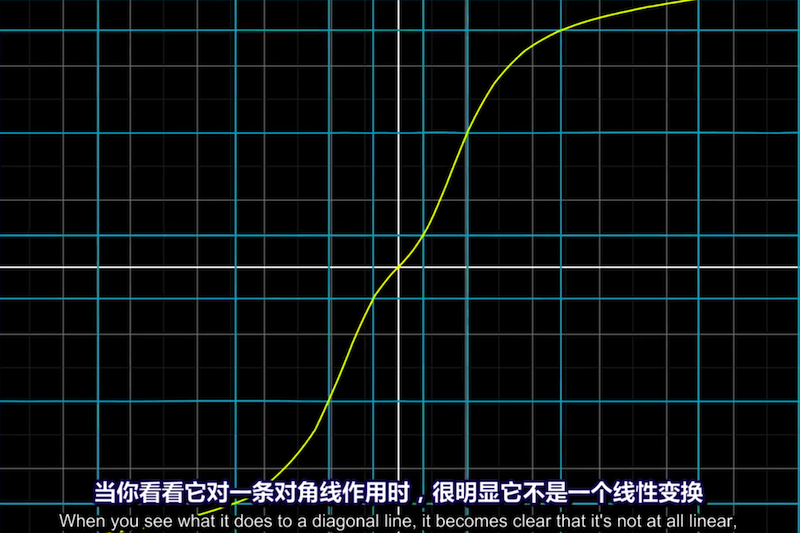 当你看看它对一条对角线作用时，很明显它不是一个线性变换
When you see what it does to a diagonal line, it becomes clear that it's not at all linear,